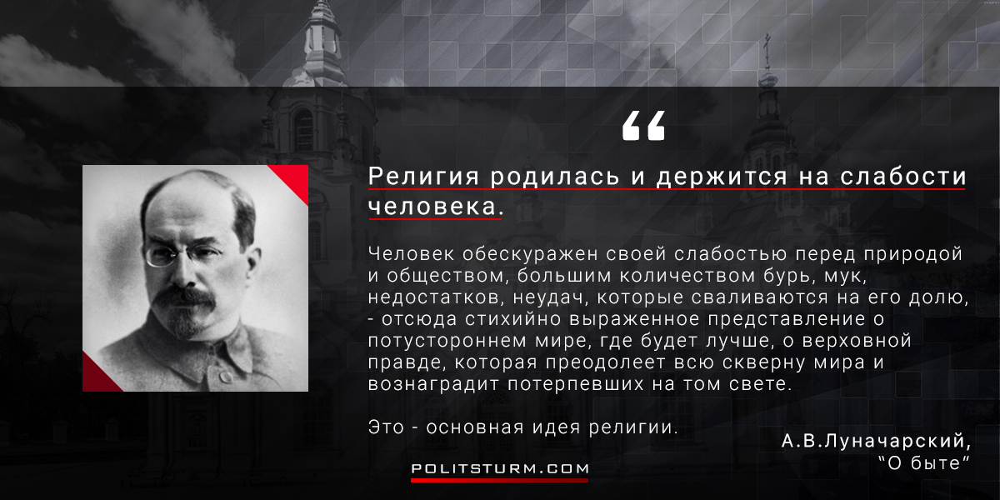 “
Религия родилась и держится на слабости
человека.
Человек обескуражен своей слабостью перед природой
и обществом, большим количеством бурь, мук,
недостатков, неудач, которые сваливаются на его долю,
- отсюда стихийно выраженное представление о
потустороннем мире, где будет лучше, о верховной
правде, которая преодолеет всю скверну мира и
вознаградит потерпевших на том свете.
Это - основная идея религии.
А.В.Луначарский,
“О быте”
POLITSTURM.COM